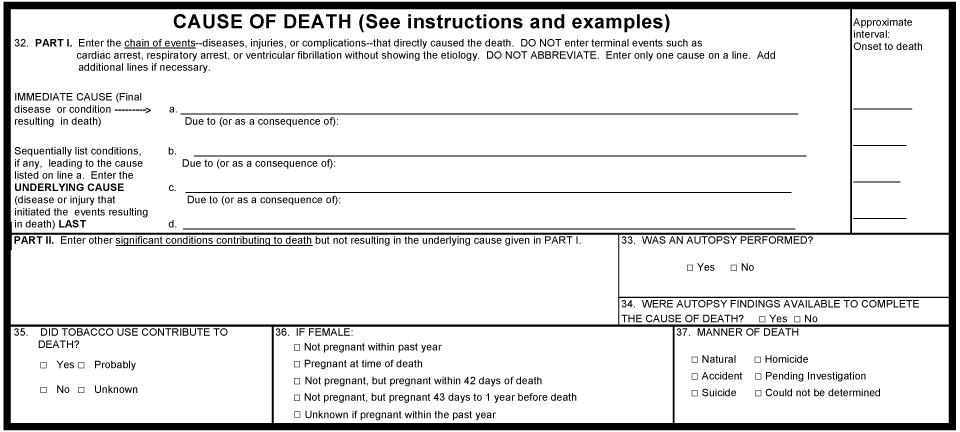 CAUSE OF DEATH (See instructions and examples)
32. PART I. Enter the chain of events--diseases, injuries, or complications--that directly caused the death. DO NOT enter terminal events such as
cardiac arrest, respiratory arrest, or ventricular fibrillation without showing the etiology. DO NOT ABBREVIATE. Enter only one cause on a line. Add
additional lines if necessary.
Approximate
interval:
Onset to death
IMMEDIATE CAUSE (Final
disease or condition --------->
resulting in death)
a.
Due to (or as a consequence of):
Sequentially list conditions,
if any, leading to the cause
listed on line a. Enter the
UNDERLYING CAUSE
(disease or injury that
initiated the events resulting
in death) LAST
b.
Due to (or as a consequence of):
c.
Due to (or as a consequence of):
d.
PART II. Enter other significant conditions contributing to death but not resulting in the underlying cause given in PART I.
33. WAS AN AUTOPSY PERFORMED?
□ Yes □ No
34. WERE AUTOPSY FINDINGS AVAILABLE TO COMPLETE
THE CAUSE OF DEATH? □ Yes □ No
35. DID TOBACCO USE CONTRIBUTE TO
DEATH?
□ Yes □ Probably
□ No □ Unknown
36. IF FEMALE:
□ Not pregnant within past year
□ Pregnant at time of death
□ Not pregnant, but pregnant within 42 days of death
□ Not pregnant, but pregnant 43 days to 1 year before death
□ Unknown if pregnant within the past year
37. MANNER OF DEATH
□ Natural □ Homicide
□ Accident □ Pending Investigation
□ Suicide □ Could not be determined